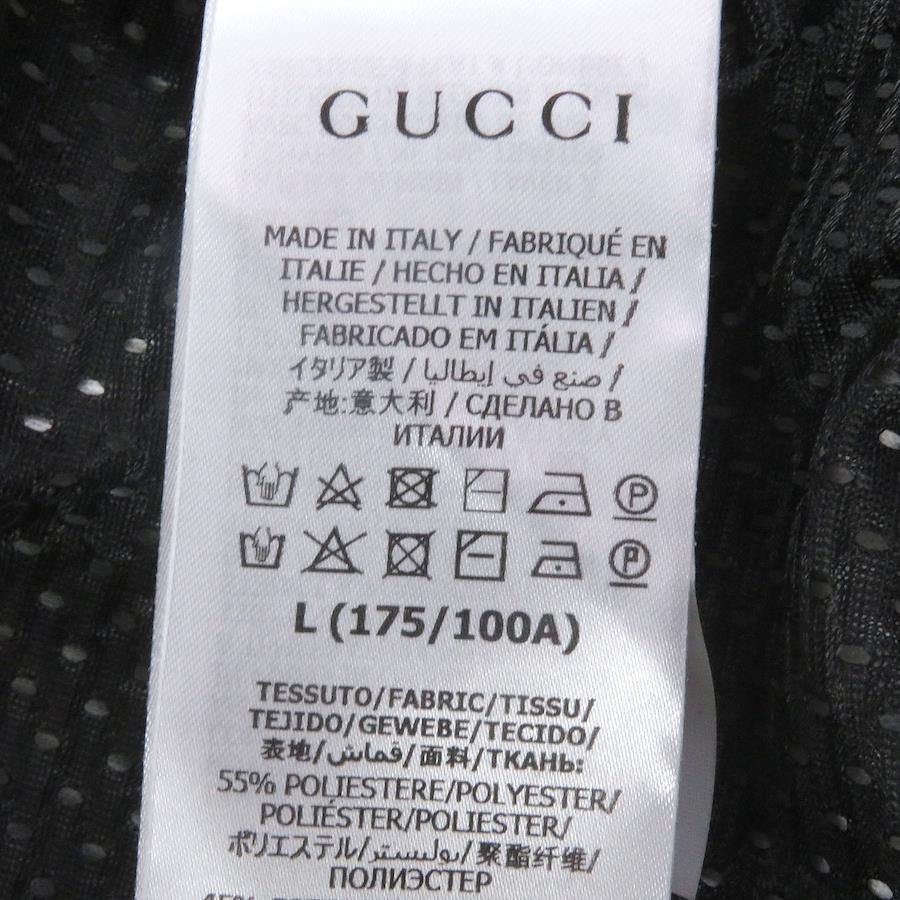 GUCCI
MADE IN ITALY / FABRIQUÉ EN
ITALIE / HECHO EN ITALIA /
HERGESTELLT IN ITALIEN /
FABRICADO EM ITÁLIA /
イタリア製 / صنع في إيطاليا /
产地:意大利 / СДЕЛАНО В
ИТАЛИИ
P
P
L (175/100A)
TESSUTO/FABRIC/TISSU/
TEJIDO/GEWEBE/TECIDO/
表地/قماش/面料/ТКАНЬ:
55% POLIESTERE/POLYESTER/
POLIÉSTER/POLIESTER/
ポリエステル/بوليستر/聚酯纤维/
ПОЛИЭСТЕР
45%